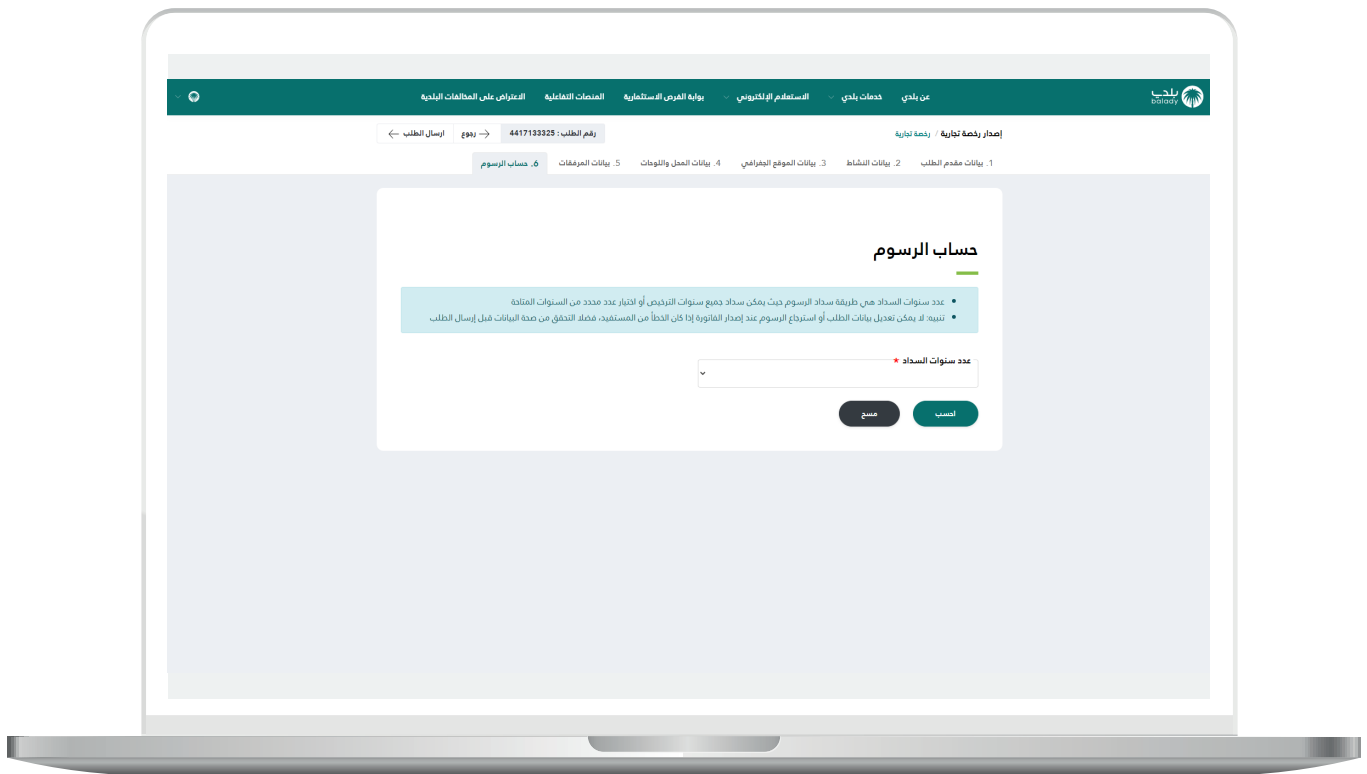 بلدي
balady
عن بلدي
خدمات بلدي
الاستعلام الإلكتروني
بوابة الفرص الاستثمارية
المنصات التفاعلية
الاعتراض على المخالفات البلدية
إصدار رخصة تجارية / رخصة تجارية
رقم الطلب : 4417133325
رجوع
ارسال الطلب
1. بيانات مقدم الطلب
2. بيانات النشاط
3. بيانات الموقع الجغرافي
4. بيانات المحل واللوحات
5. بيانات المرفقات
6. حساب الرسوم
حساب الرسوم
عدد سنوات السداد هي طريقة سداد الرسوم حيث يمكن سداد جميع سنوات الترخيص أو اختيار عدد محدد من السنوات المتاحة
تنبيه: لا يمكن تعديل بيانات الطلب أو استرجاع الرسوم عند إصدار الفاتورة إذا كان الخطأ من المستفيد، فضلا التحقق من صحة البيانات قبل إرسال الطلب
عدد سنوات السداد *
احسب
مسح